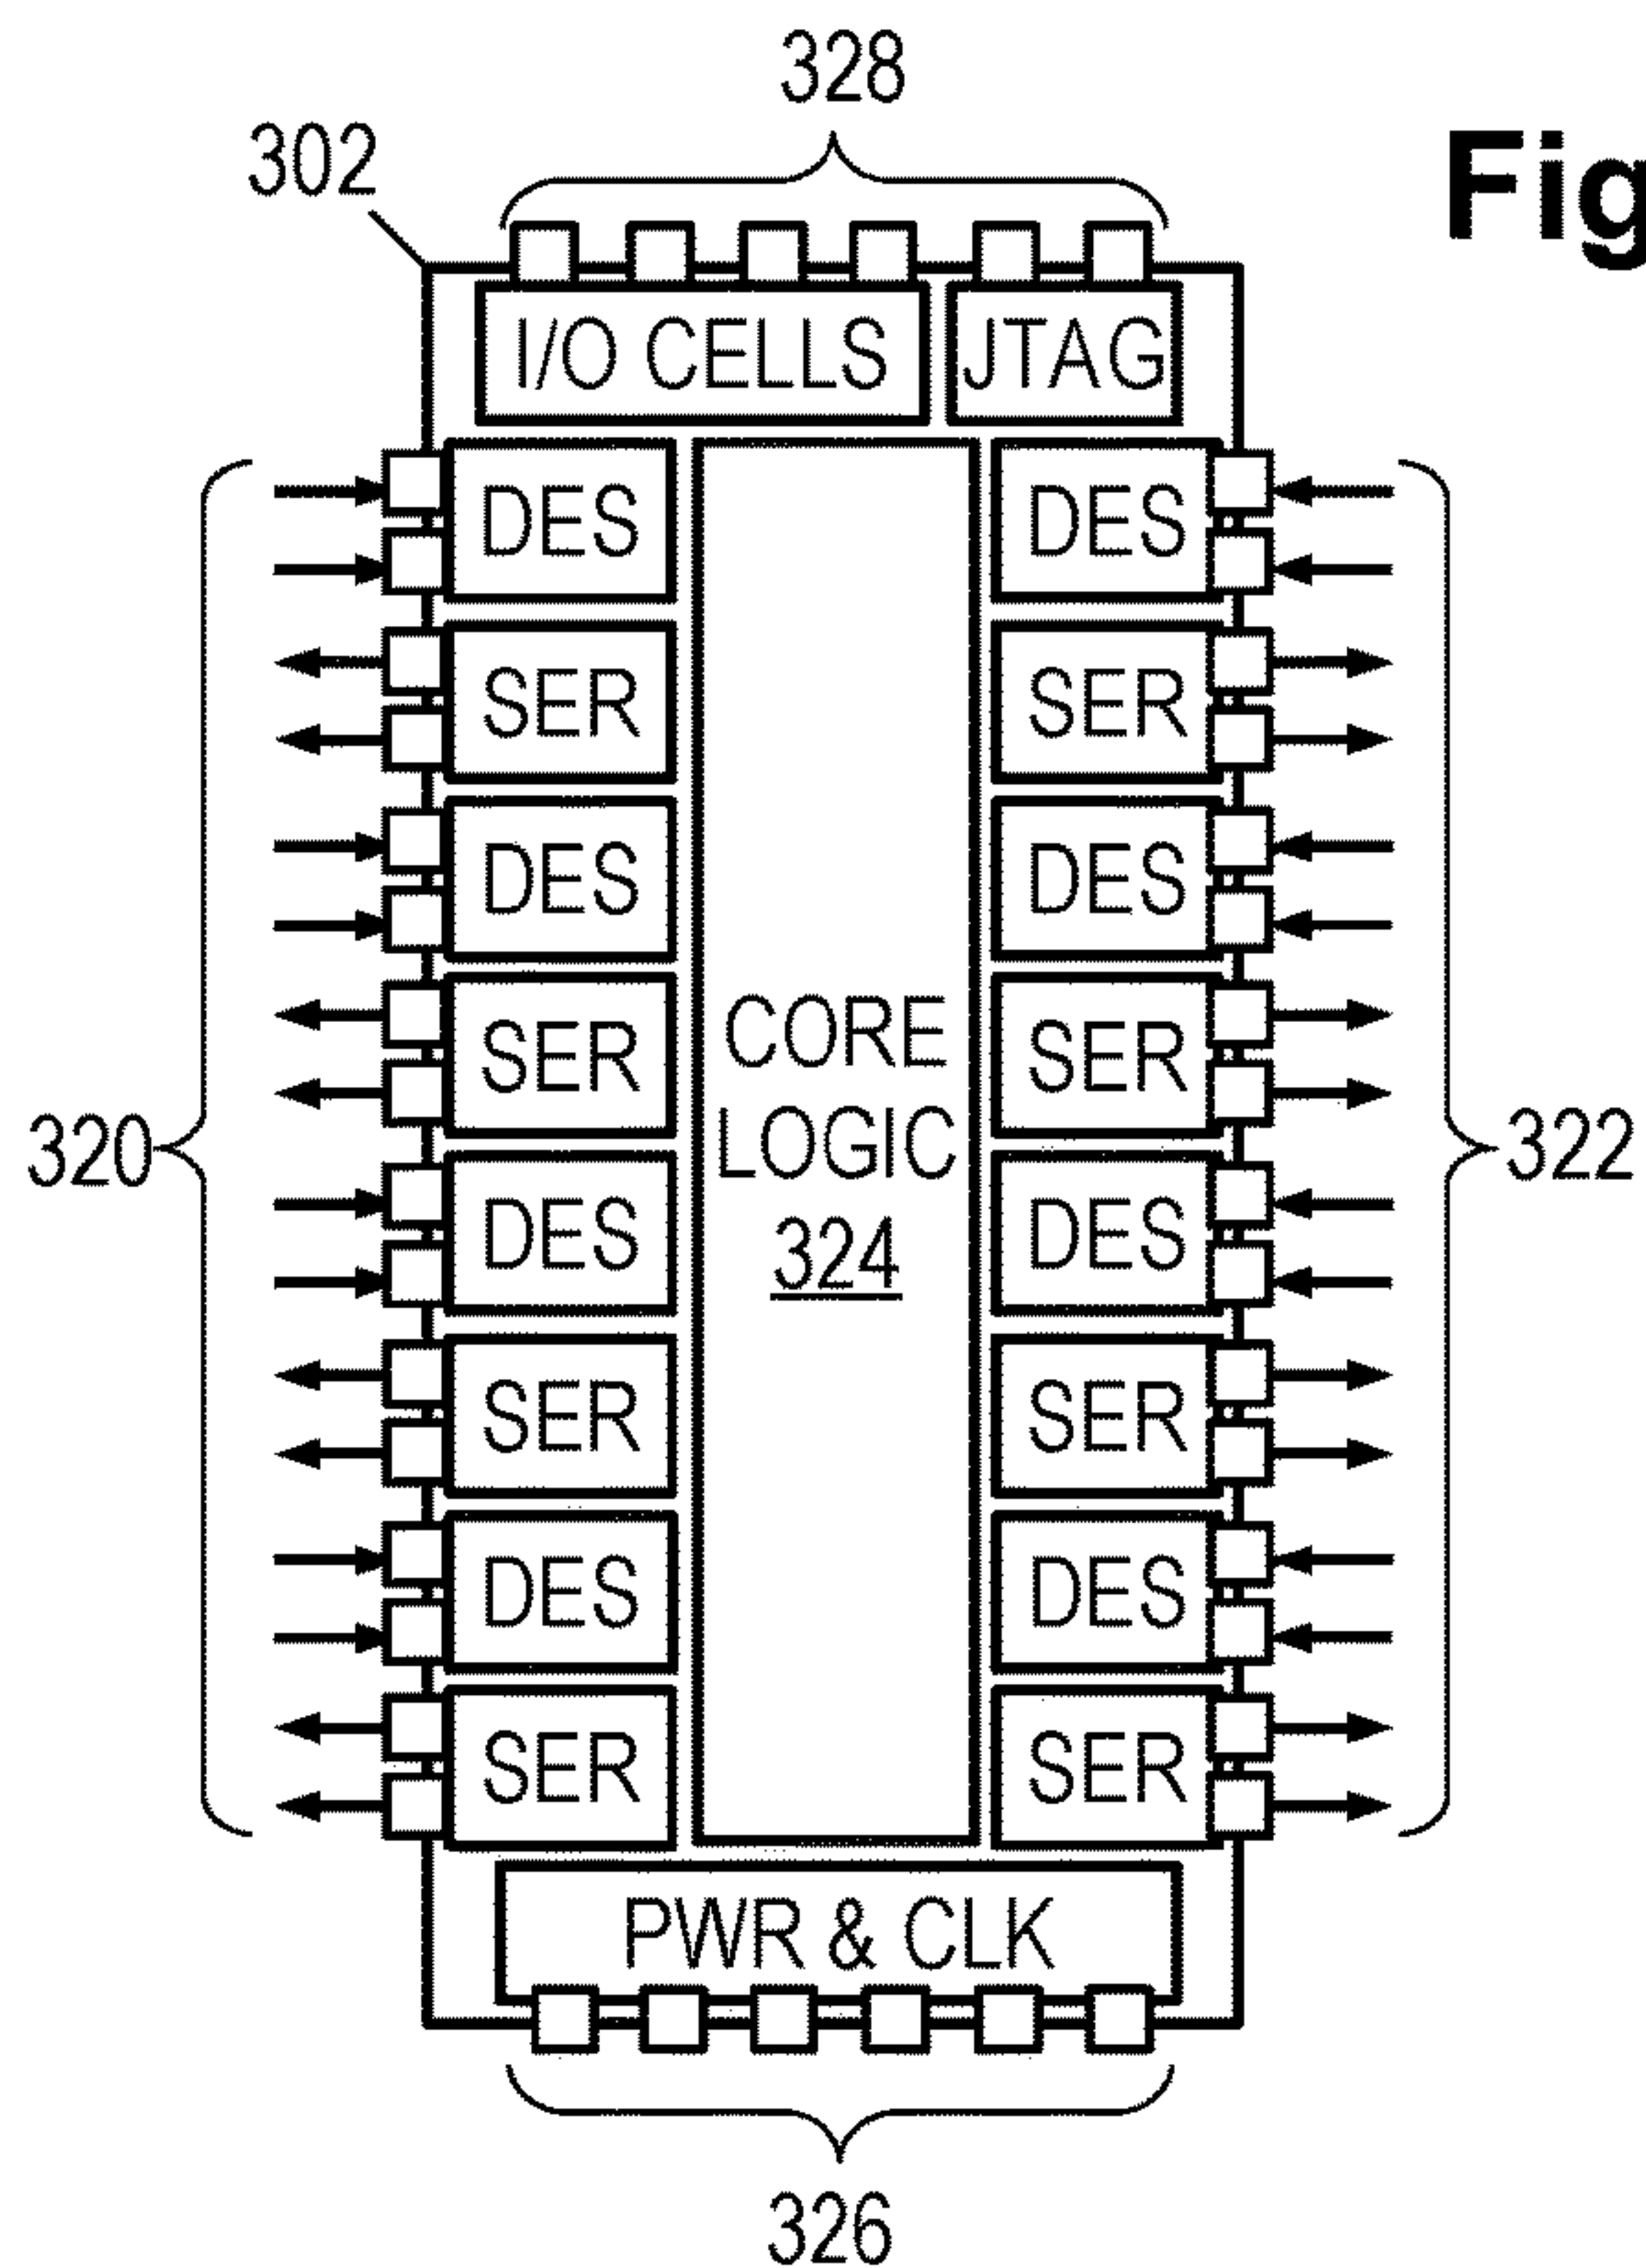 328
302
Fig
I/O CELLS JTAG
DES DES
SER SER
DES DES
SER CORE SER
320 LOGIC 322
DES 324 DES
SER SER
DES DES
SER SER
PWR & CLK
326